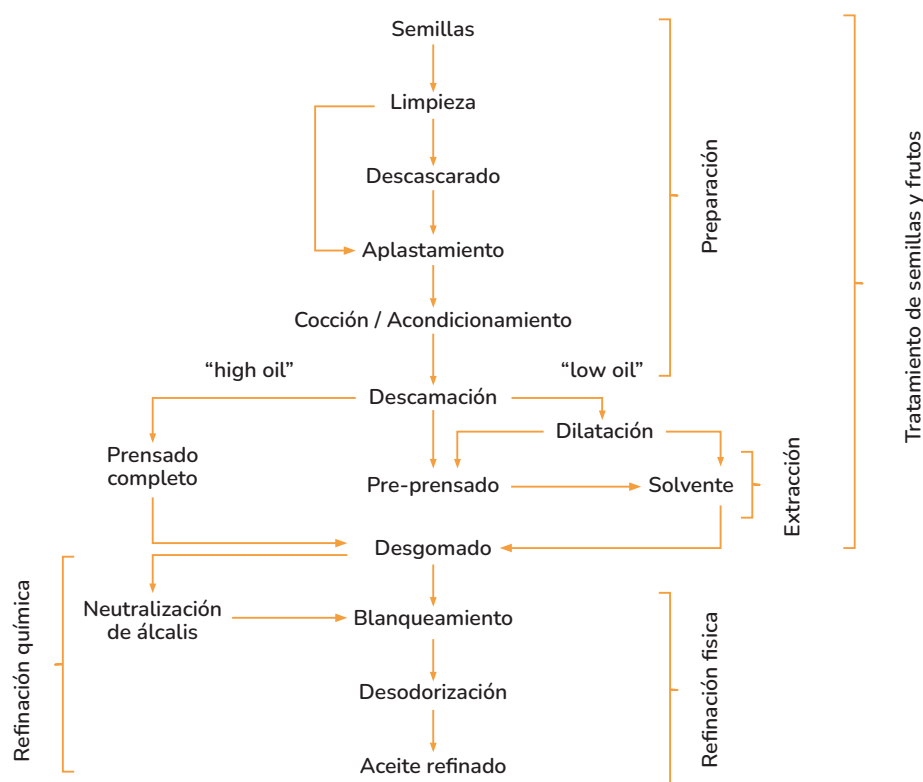 Semillas
Limpieza
Descascarado
Aplastamiento
Cocción / Acondicionamiento
“high oil”
“low oil”
Descamación
Dilatación
Prensado
completo
Pre-prensado
Solvente
Desgomado
Neutralización
de álcalis
Blanqueamiento
Desodorización
Aceite refinado
Preparación
Extracción
Tratamiento de semillas y frutos
Refinación química
Refinación fisica